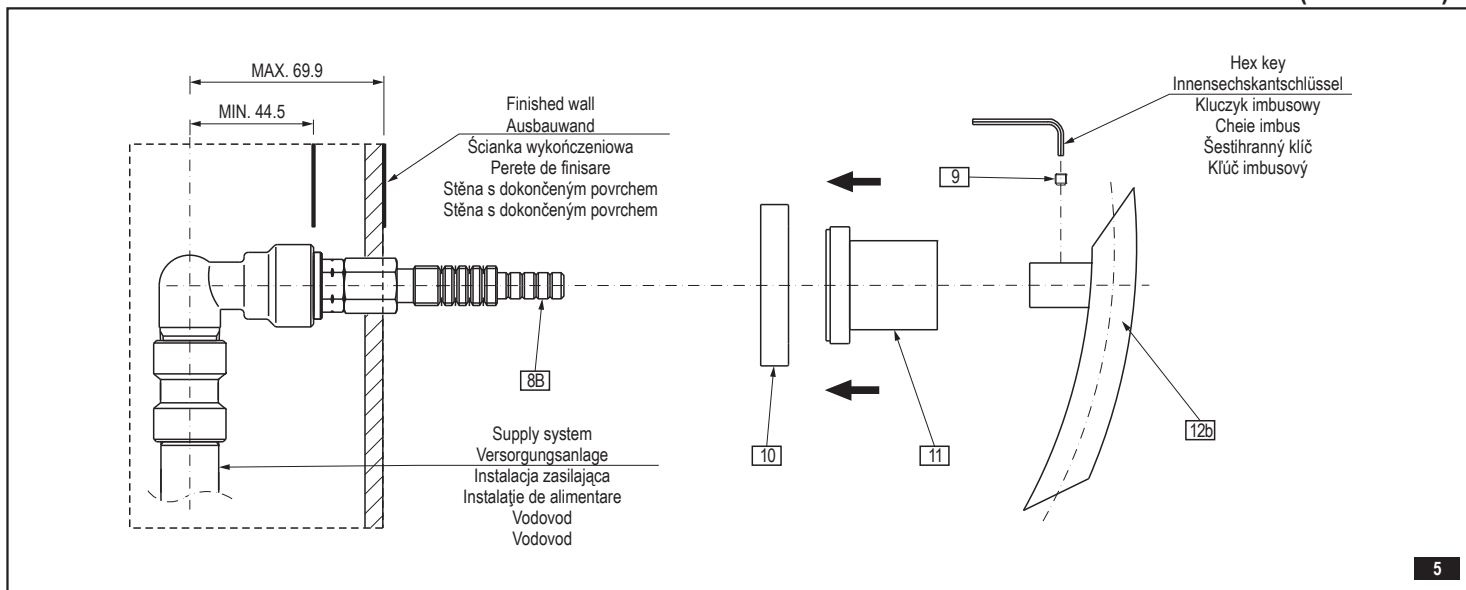 MAX. 69.9
MIN. 44.5
Finished wall
Ausbauwand
Ścianka wykończeniowa
Perete de finisare
Stěna s dokončeným povrchem
Stěna s dokončeným povrchem
Hex key
Innensechskantschlüssel
Kluczyk imbusowy
Cheie imbus
Šestihranný klíč
Kľúč imbusový
9
8B
10
11
12b
Supply system
Versorgungsanlage
Instalacja zasilająca
Instalaţie de alimentare
Vodovod
Vodovod
5